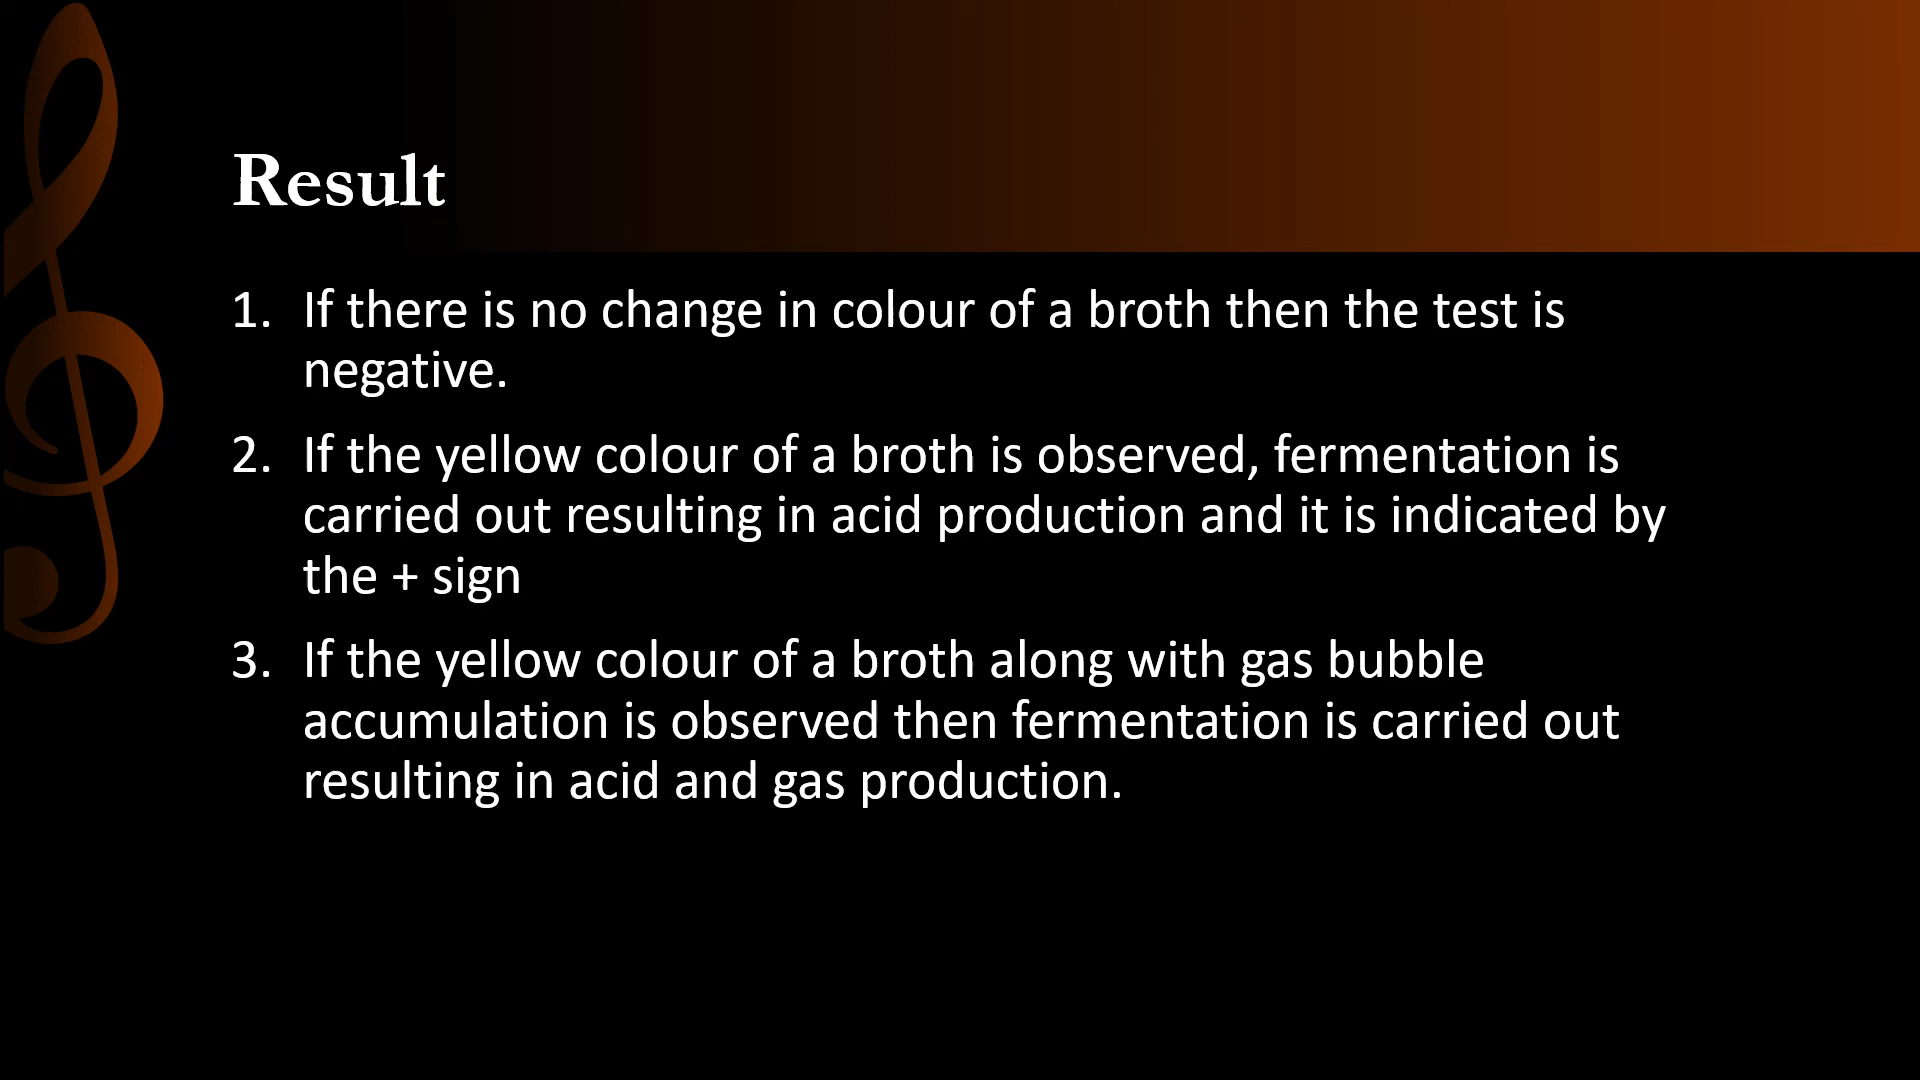 Result
1. If there is no change in colour of a broth then the test is
negative.
2. If the yellow colour of a broth is observed, fermentation is
carried out resulting in acid production and it is indicated by
the + sign
3. If the yellow colour of a broth along with gas bubble
accumulation is observed then fermentation is carried out
resulting in acid and gas production.